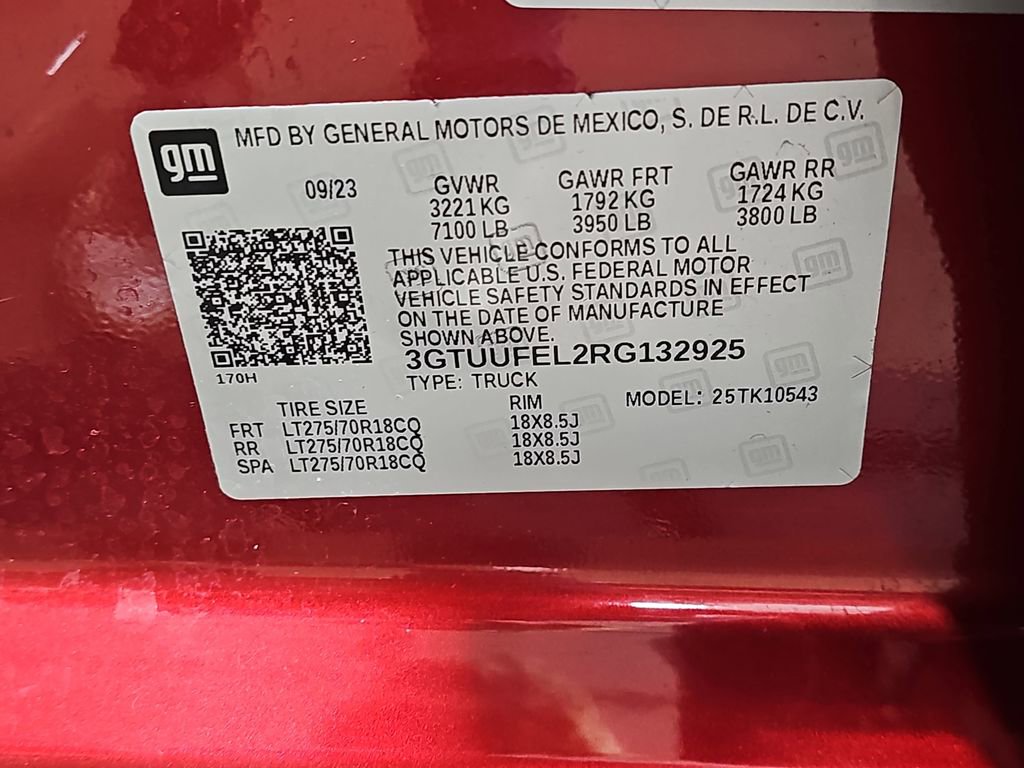 gm
MFD BY GENERAL MOTORS DE MEXICO, S. DE R.L. DE C.V.
09/23
GVWR
3221 KG
7100 LB
GAWR FRT
1792 KG
3950 LB
GAWR RR
1724 KG
3800 LB
THIS VEHICLE CONFORMS TO ALL
APPLICABLE U.S. FEDERAL MOTOR
VEHICLE SAFETY STANDARDS IN EFFECT
ON THE DATE OF MANUFACTURE
SHOWN ABOVE.
3GTUUFEL2RG132925
170H
TYPE: TRUCK
MODEL: 25TK10543
TIRE SIZE RIM
FRT LT275/70R18CQ 18X8.5J
RR LT275/70R18CQ 18X8.5J
SPA LT275/70R18CQ 18X8.5J